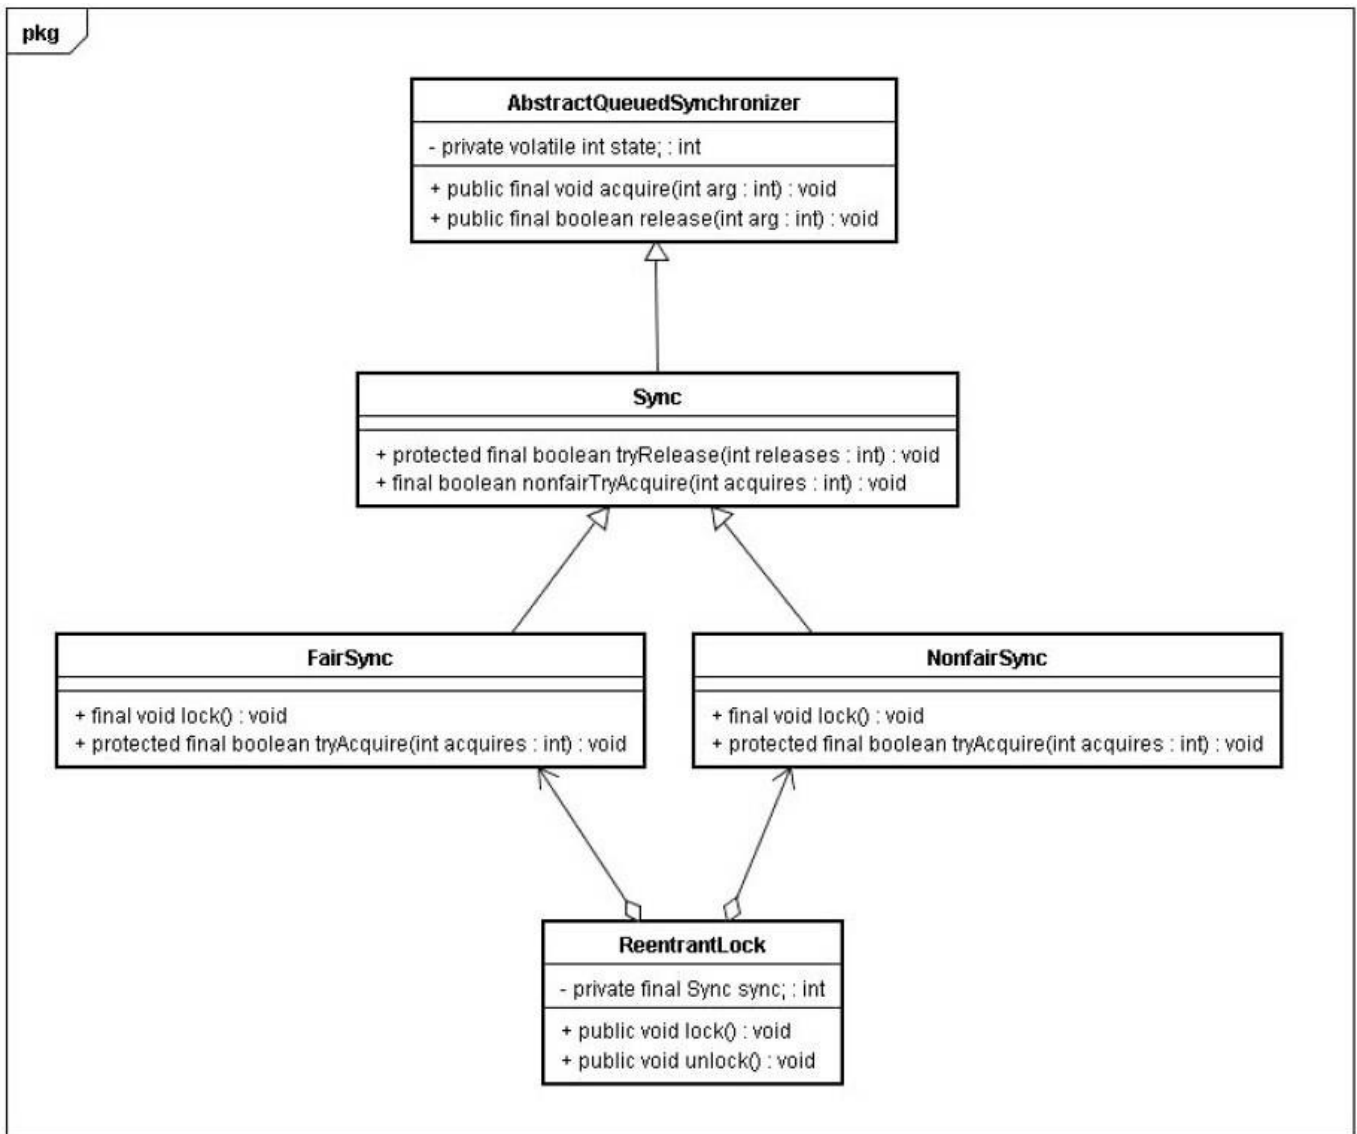 pkg
AbstractQueuedSynchronizer
- private volatile int state; : int
+ public final void acquire(int arg : int) : void
+ public final boolean release(int arg : int) : void
Sync
+ protected final boolean tryRelease(int releases : int) : void
+ final boolean nonfairTryAcquire(int acquires : int) : void
FairSync
+ final void lock() : void
+ protected final boolean tryAcquire(int acquires : int) : void
NonfairSync
+ final void lock() : void
+ protected final boolean tryAcquire(int acquires : int) : void
ReentrantLock
- private final Sync sync; : int
+ public void lock() : void
+ public void unlock() : void